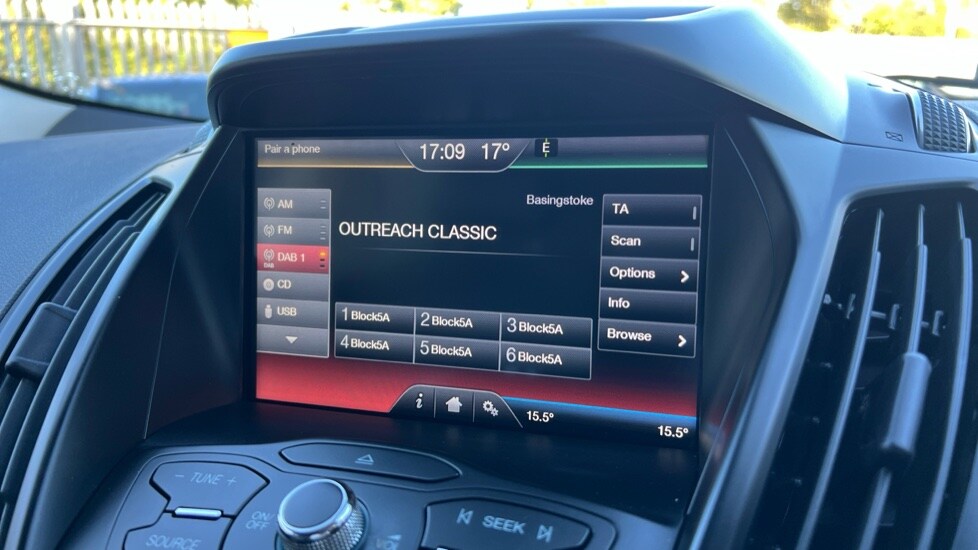 Pair a phone
17:09 17° E
Basingstoke
AM
FM
DAB 1
DAB
CD
USB
OUTREACH CLASSIC
TA
Scan
Options
Info
Browse
1 Block5A 2 Block5A 3 Block5A
4 Block5A 5 Block5A 6 Block5A
i
15.5° 15.5°
- TUNE +
SOURCE
ON/
OFF
VOL
SEEK